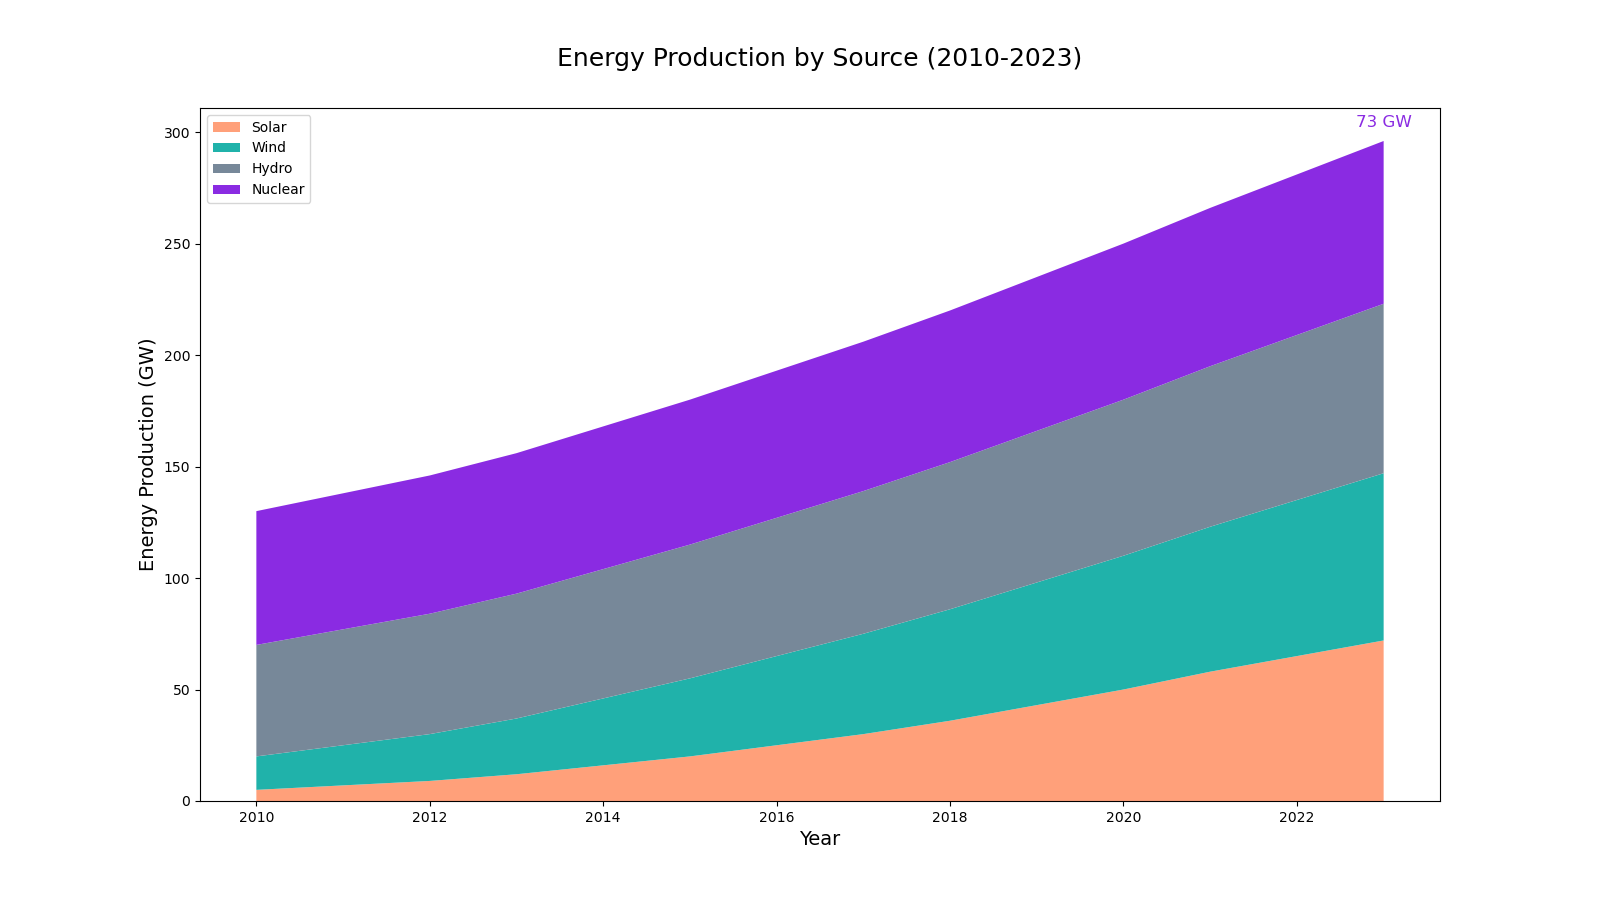 Energy Production by Source (2010-2023)
73 GW
Solar
Wind
Hydro
Nuclear
300
250
200
150
100
50
0
Energy Production (GW)
2010 2012 2014 2016 2018 2020 2022
Year